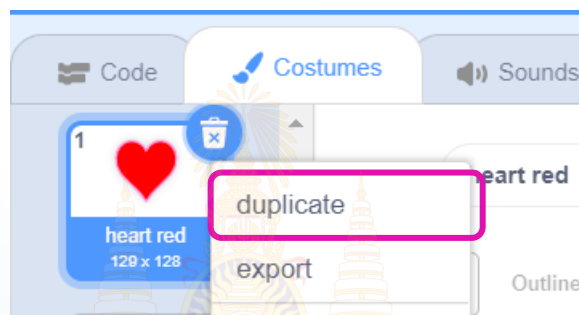 Code
Costumes
Sounds
1
heart red
129 x 128
duplicate
export
heart red
Outline